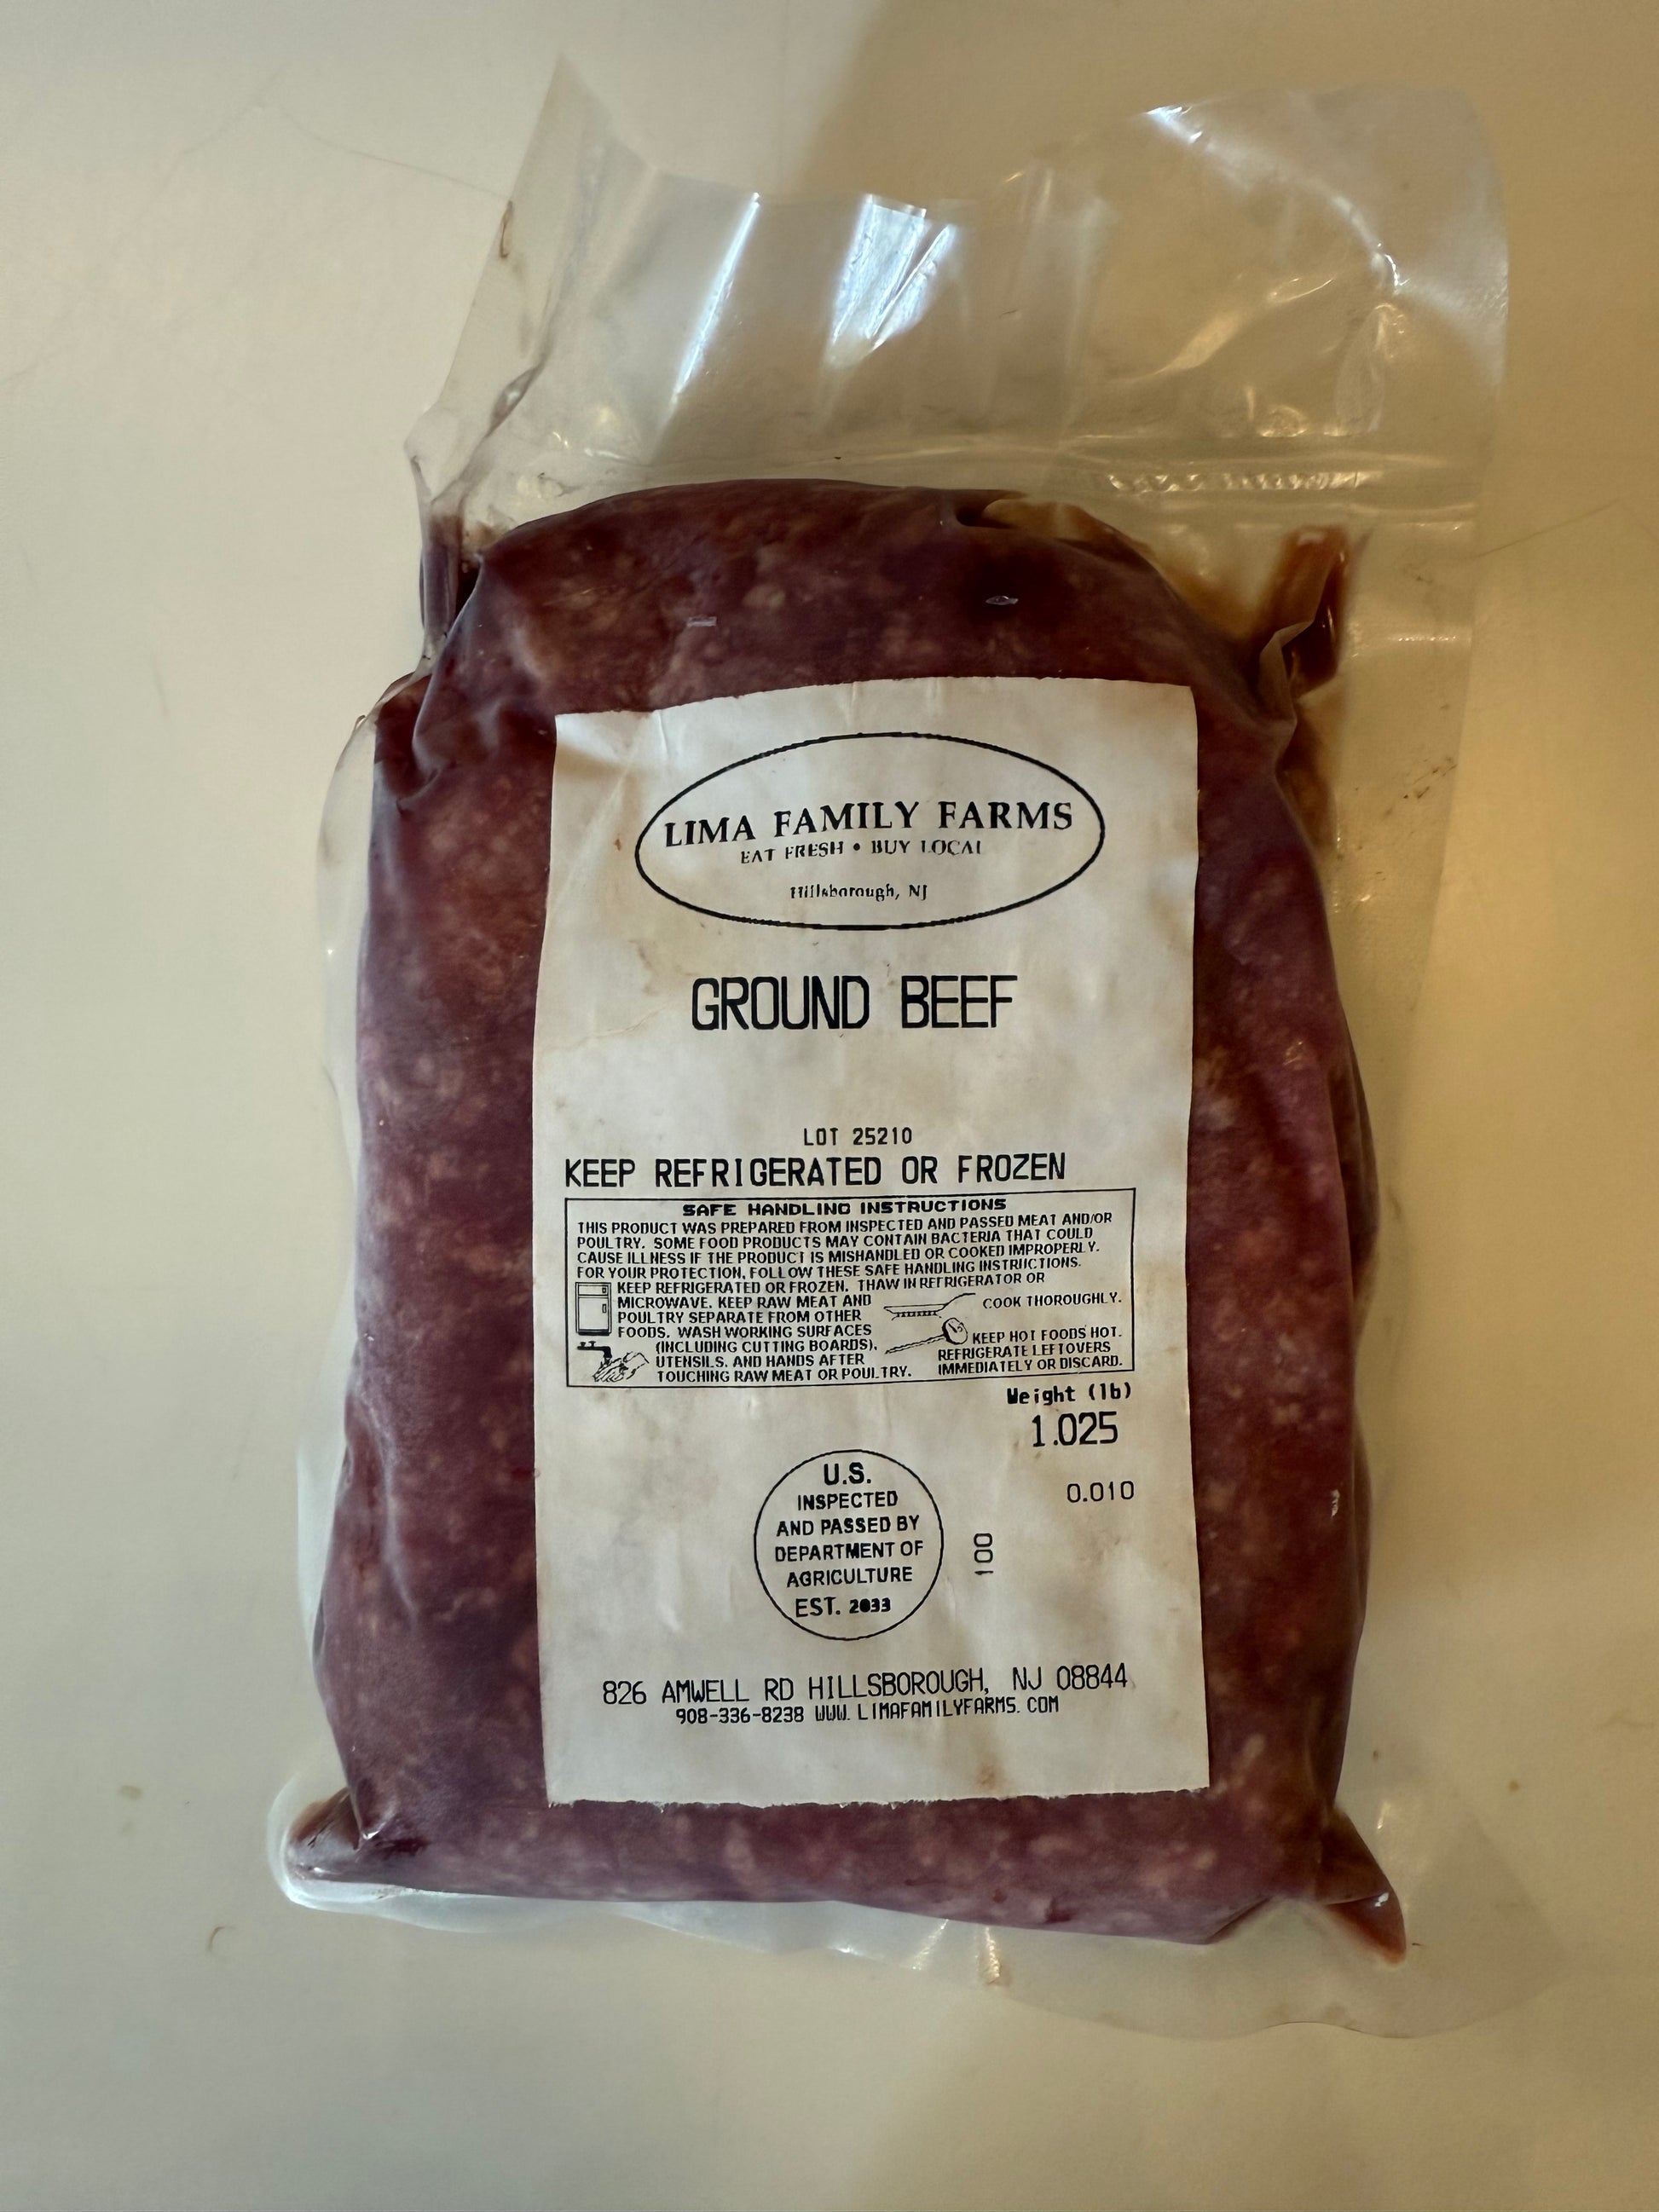 LIMA FAMILY FARMS
EAT FRESH • BUY LOCAL
Hillsborough, NJ
GROUND BEEF
LOT 25210
KEEP REFRIGERATED OR FROZEN
SAFE HANDLING INSTRUCTIONS
THIS PRODUCT WAS PREPARED FROM INSPECTED AND PASSED MEAT AND/OR
POULTRY. SOME FOOD PRODUCTS MAY CONTAIN BACTERIA THAT COULD
CAUSE ILLNESS IF THE PRODUCT IS MISHANDLED OR COOKED IMPROPERLY.
FOR YOUR PROTECTION, FOLLOW THESE SAFE HANDLING INSTRUCTIONS.
KEEP REFRIGERATED OR FROZEN. THAW IN REFRIGERATOR OR
MICROWAVE. KEEP RAW MEAT AND
POULTRY SEPARATE FROM OTHER
FOODS. WASH WORKING SURFACES
(INCLUDING CUTTING BOARDS),
UTENSILS, AND HANDS AFTER
TOUCHING RAW MEAT OR POULTRY.
COOK THOROUGHLY.
KEEP HOT FOODS HOT.
REFRIGERATE LEFTOVERS
IMMEDIATELY OR DISCARD.
Weight (lb)
1.025
0.010
U.S.
INSPECTED
AND PASSED BY
DEPARTMENT OF
AGRICULTURE
EST. 2033
100
826 AMWELL RD HILLSBOROUGH, NJ 08844
908-336-8238 WWW.LIMAFAMILYFARMS.COM